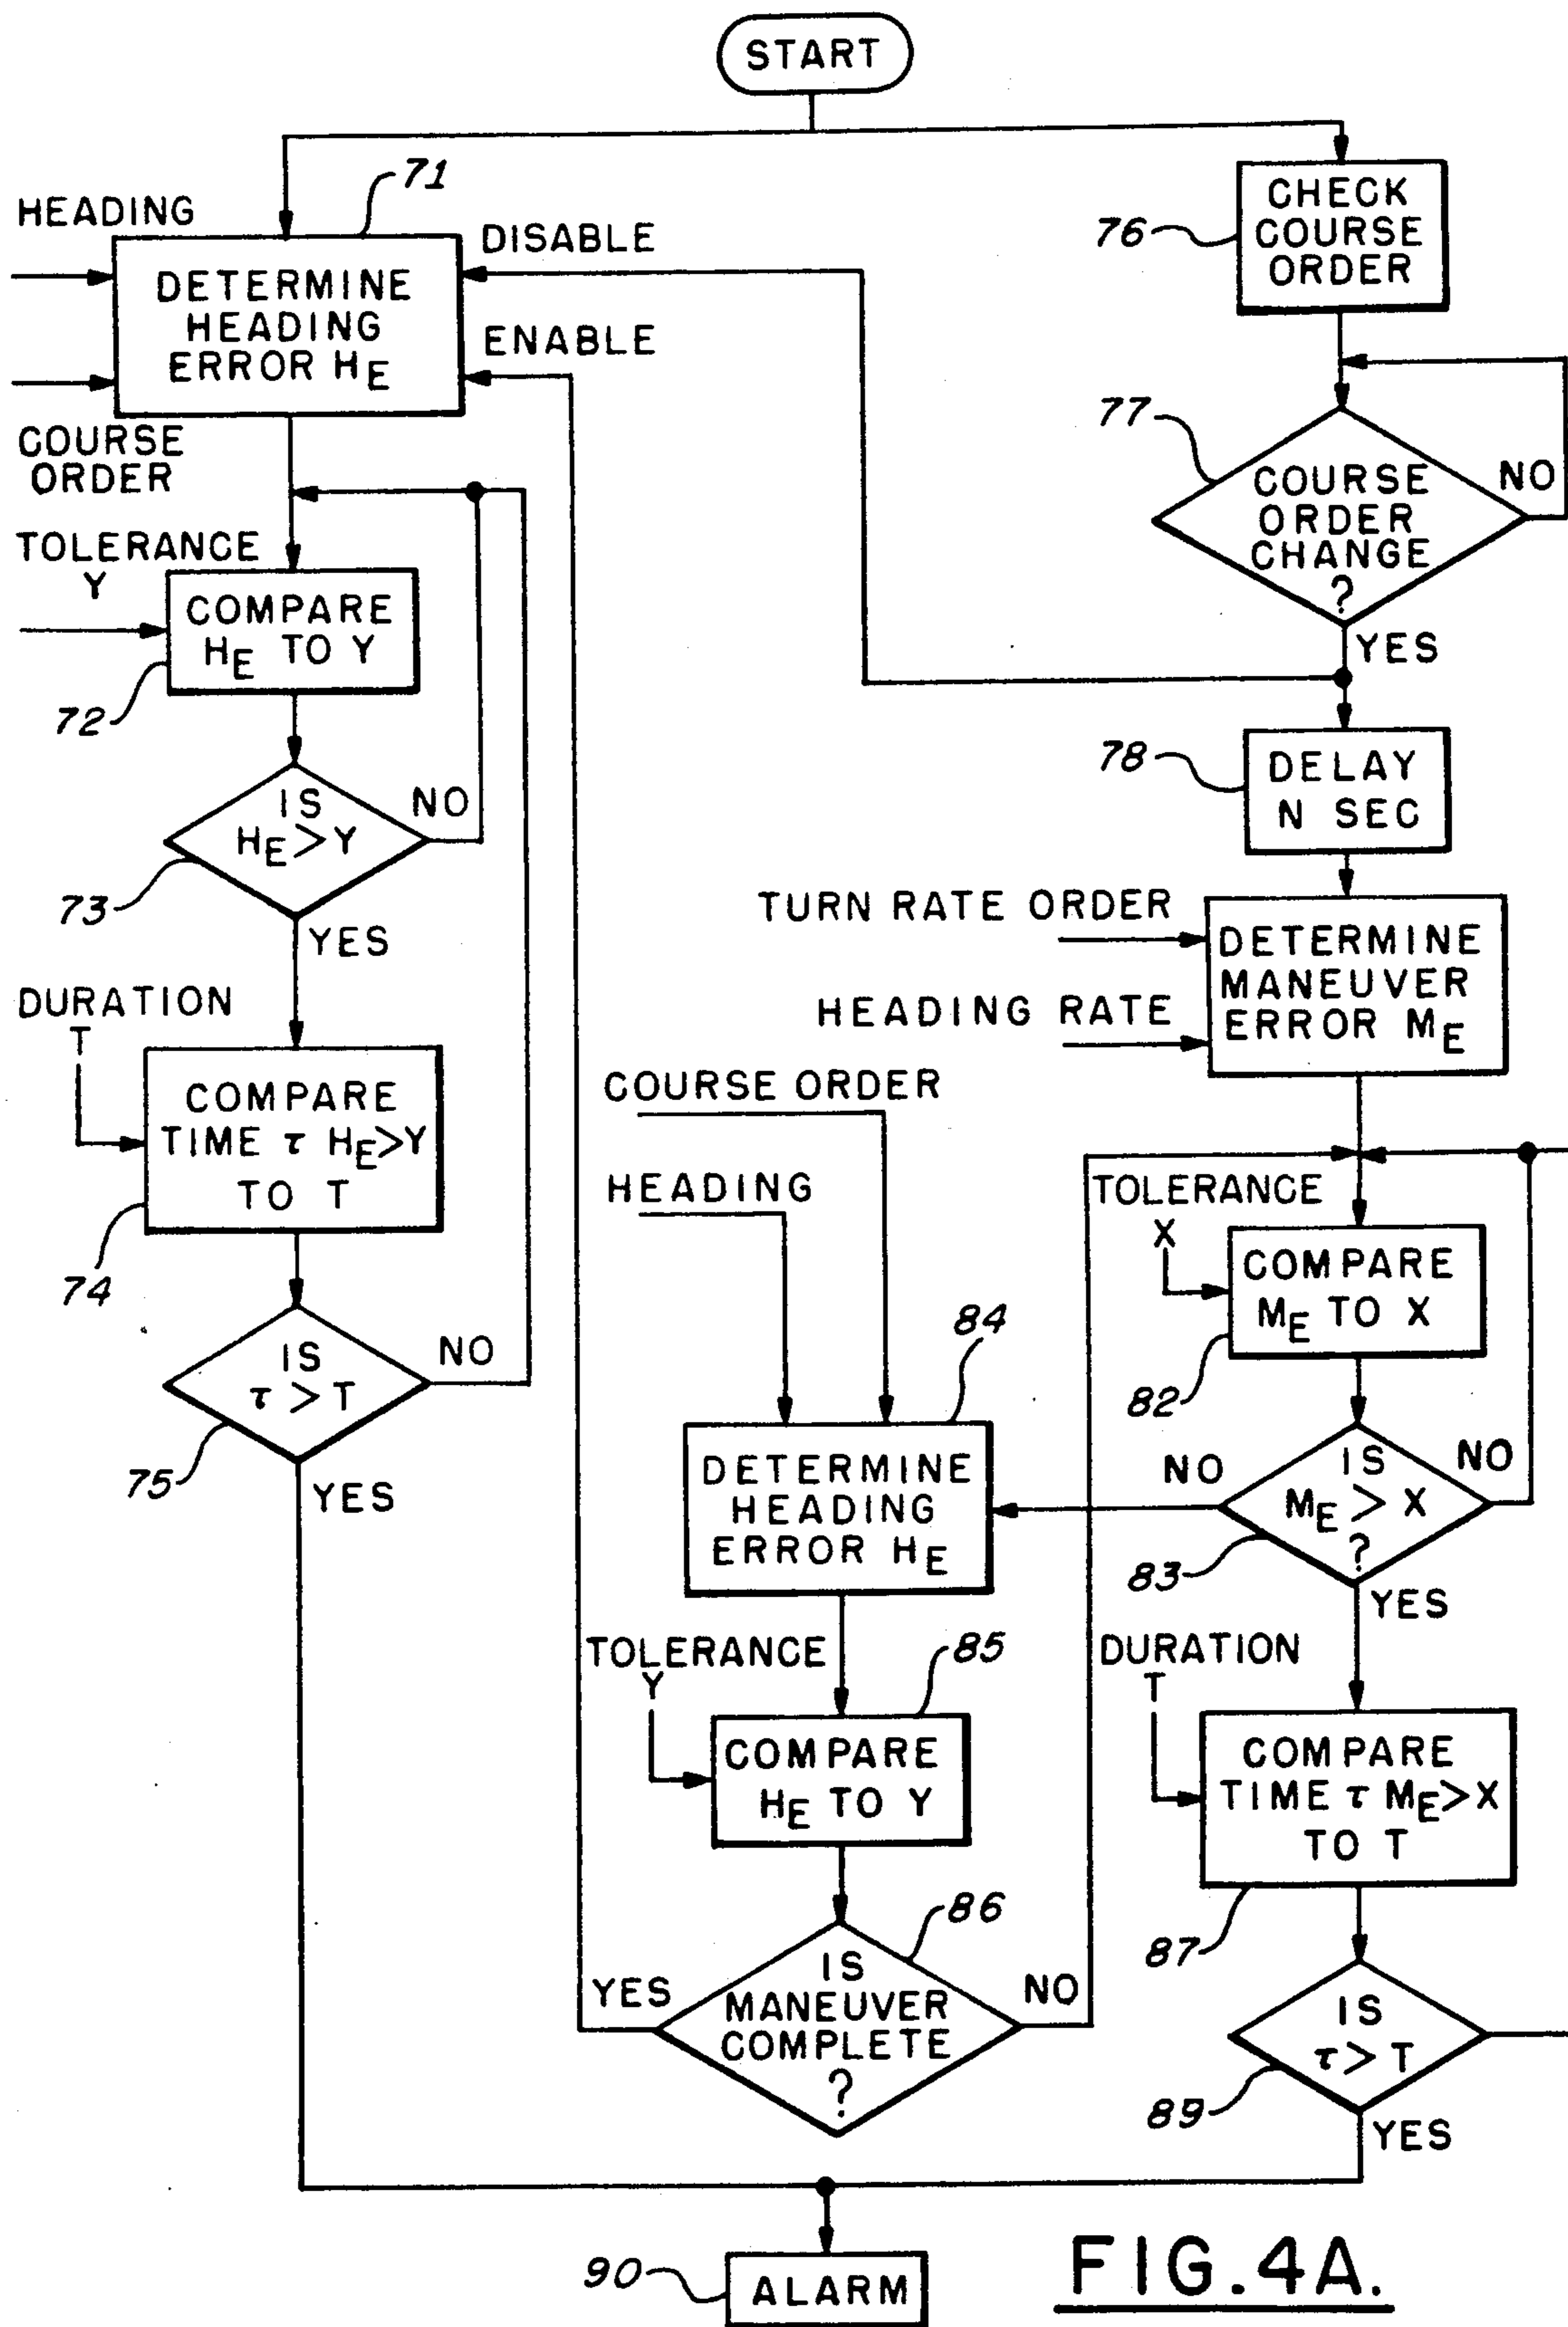 START
71
HEADING
DISABLE
DETERMINE
HEADING
ERROR HE
ENABLE
COURSE
ORDER
TOLERANCE
Y
COMPARE
HE TO Y
72
IS
HE > Y
NO
73
YES
DURATION
T
COMPARE
TIME τ HE>Y
TO T
74
IS
τ > T
NO
75
YES
CHECK
COURSE
ORDER
76
77
COURSE
ORDER
CHANGE
?
NO
YES
78
DELAY
N SEC
TURN RATE ORDER
HEADING RATE
DETERMINE
MANEUVER
ERROR ME
COURSE ORDER
HEADING
TOLERANCE
X
COMPARE
ME TO X
82
84
NO
IS
ME > X
?
NO
83
YES
DETERMINE
HEADING
ERROR HE
TOLERANCE
Y
85
COMPARE
HE TO Y
DURATION
T
COMPARE
TIME τ ME>X
TO T
87
86
YES
IS
MANEUVER
COMPLETE
?
NO
IS
τ > T
89
YES
90
ALARM
FIG.4A.